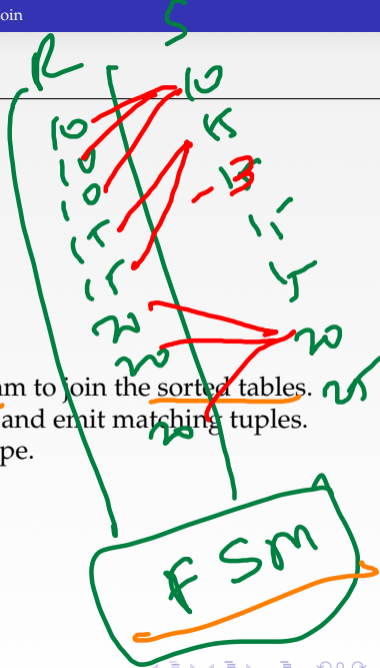 oin
R S
10 10
10 15
10
15 15
15 15
20 20
20 25
am to join the sorted tables.
and emit matching tuples.
20
pe.
FSM